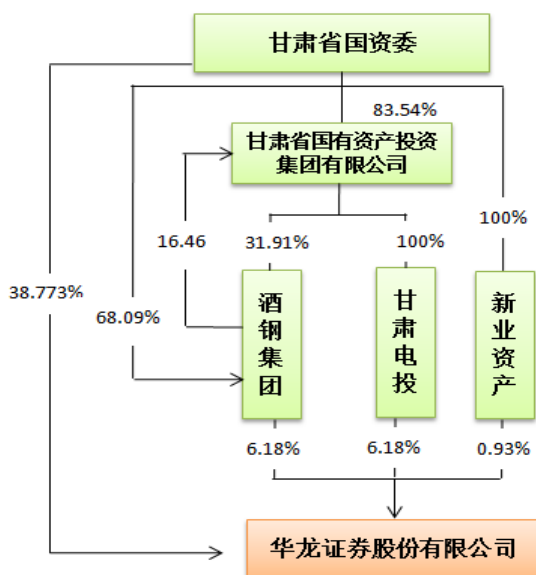 甘肃省国资委
83.54%
甘肃省国有资产投资
集团有限公司
16.46
31.91%
100%
100%
38.773%
68.09%
酒钢集团
甘肃电投
新业资产
6.18%
6.18%
0.93%
华龙证券股份有限公司